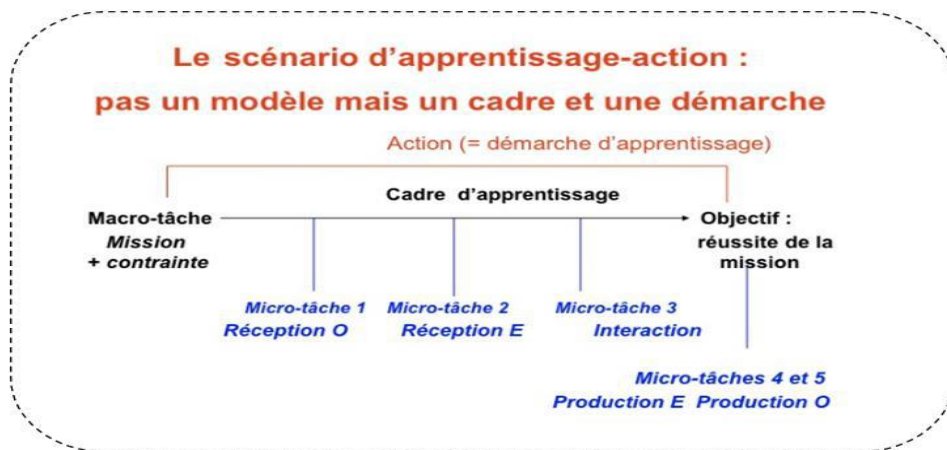 Le scénario d'apprentissage-action :
pas un modèle mais un cadre et une démarche
Action (= démarche d'apprentissage)
Cadre d'apprentissage
Macro-tâche
Mission
+ contrainte
Objectif :
réussite de la
mission
Micro-tâche 1
Réception O
Micro-tâche 2
Réception E
Micro-tâche 3
Interaction
Micro-tâches 4 et 5
Production E Production O